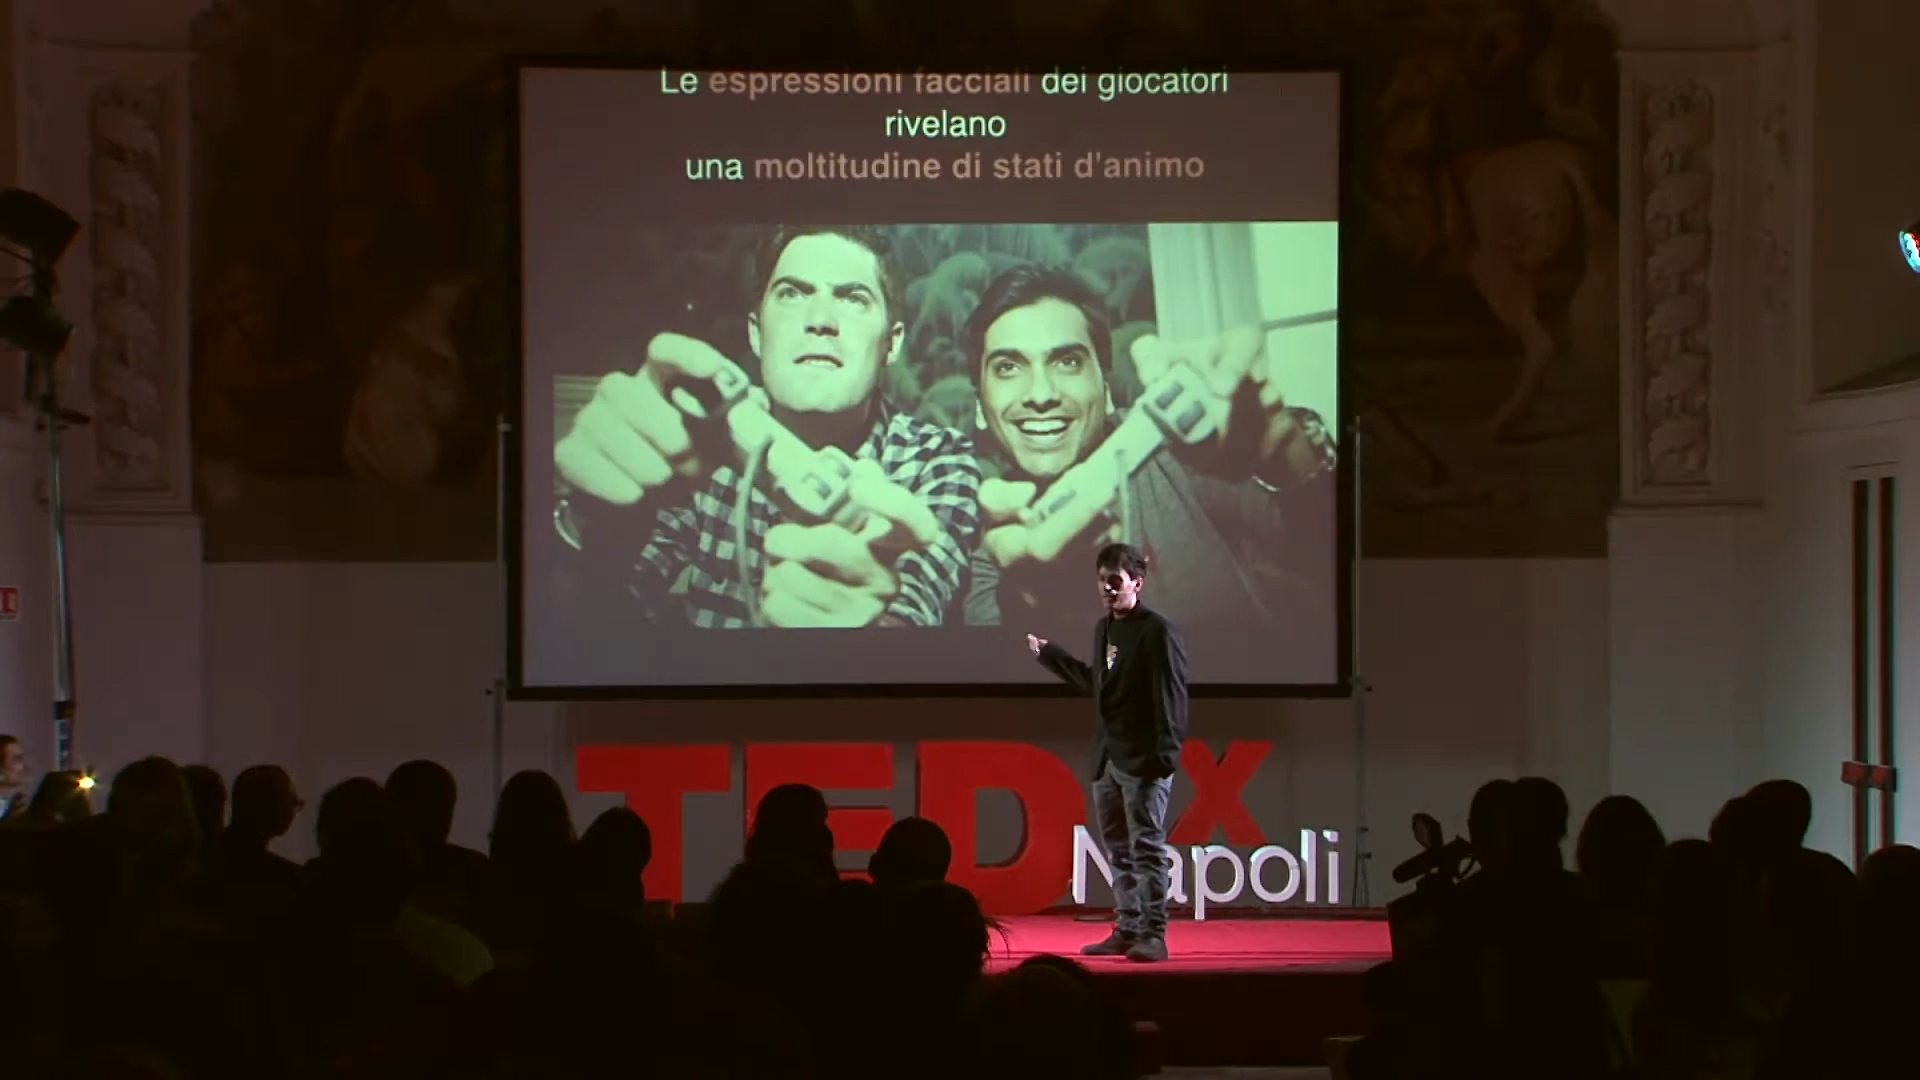 Le espressioni facciali dei giocatori
rivelano
una moltitudine di stati d'animo
TEDx
Napoli